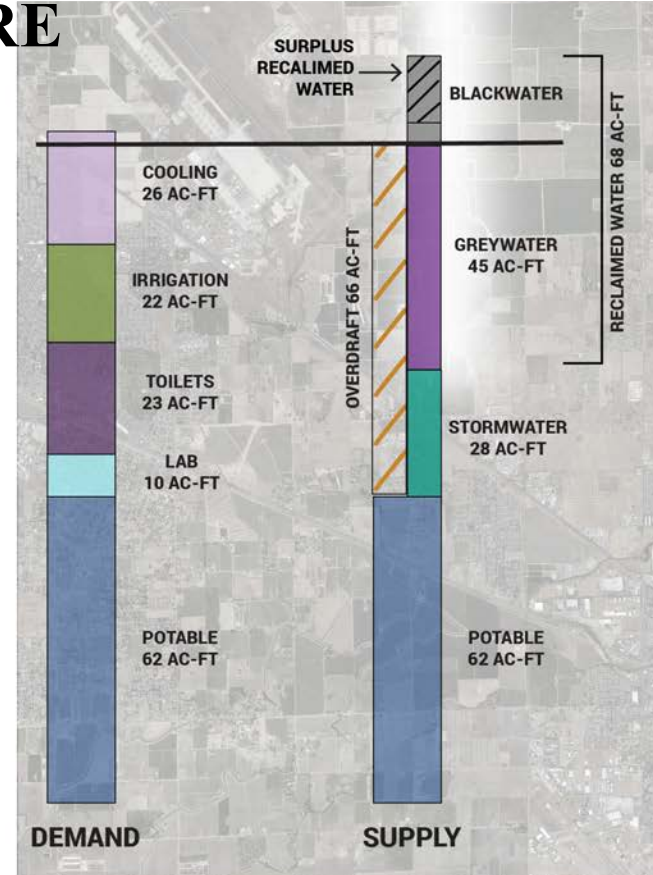 RE
SURPLUS
RECALIMED
WATER
BLACKWATER
COOLING
26 AC-FT
GREYWATER
45 AC-FT
RECLAIMED WATER 68 AC-FT
IRRIGATION
22 AC-FT
OVERDRAFT 66 AC-FT
TOILETS
23 AC-FT
STORMWATER
28 AC-FT
LAB
10 AC-FT
POTABLE
62 AC-FT
POTABLE
62 AC-FT
DEMAND
SUPPLY